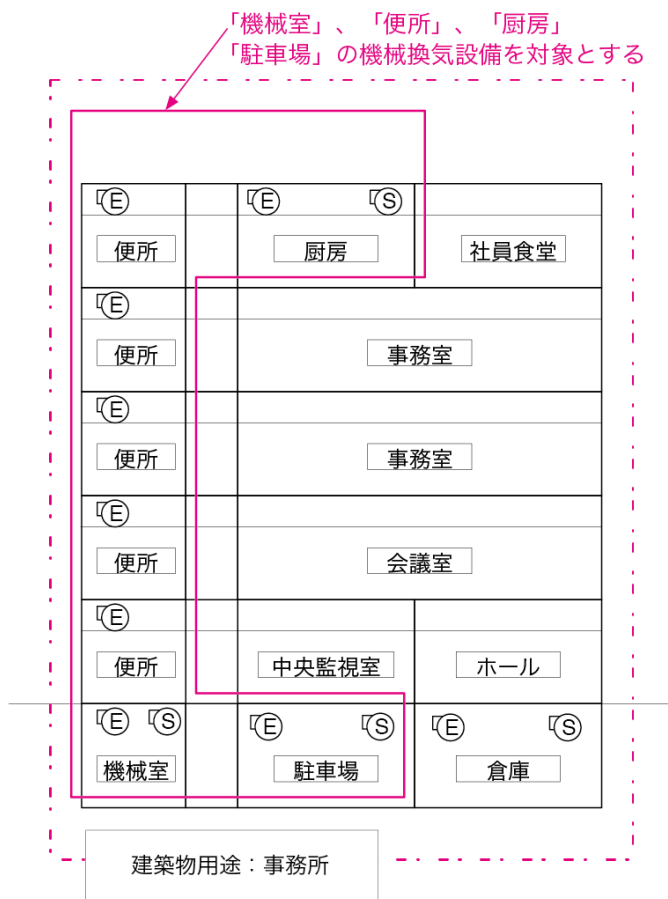 「機械室」、「便所」、「厨房」
「駐車場」の機械換気設備を対象とする
E E S
便所 厨房 社員食堂
E
便所 事務室
E
便所 事務室
E
便所 会議室
E
便所 中央監視室 ホール
E S E S E S
機械室 駐車場 倉庫
建築物用途：事務所